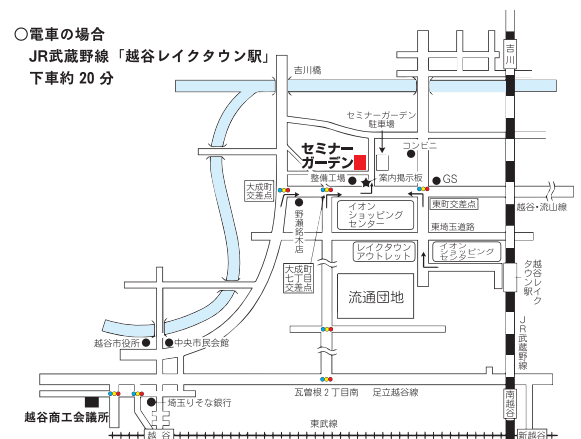 ○電車の場合
JR武蔵野線「越谷レイクタウン駅」
下車約20分
吉川橋
吉川
セミナーガーデン
駐車場
コンビニ
セミナー
ガーデン
整備工場
案内掲示板
GS
大成町
交差点
越谷・流山線
イオン
ショッピング
センター
東町交差点
野瀬銘木店
東埼玉道路
レイクタウン
アウトレット
イオン
ショッピング
センター
大成町
七丁目
交差点
越谷レイク
タウン駅
流通団地
JR武蔵野線
越谷市役所
中央市民会館
瓦曽根2丁目南
足立越谷線
南越谷
埼玉りそな銀行
越谷商工会議所
東武線
越谷
新越谷